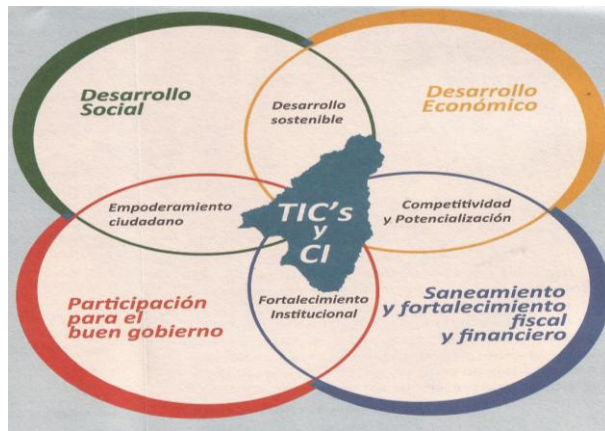 Desarrollo
Social
Desarrollo
sostenible
Desarrollo
Económico
Empoderamiento
ciudadano
TIC's
y
CI
Competitividad
y Potencialización
Participación
para el
buen gobierno
Fortalecimiento
Institucional
Saneamiento
y fortalecimiento
fiscal
y financiero